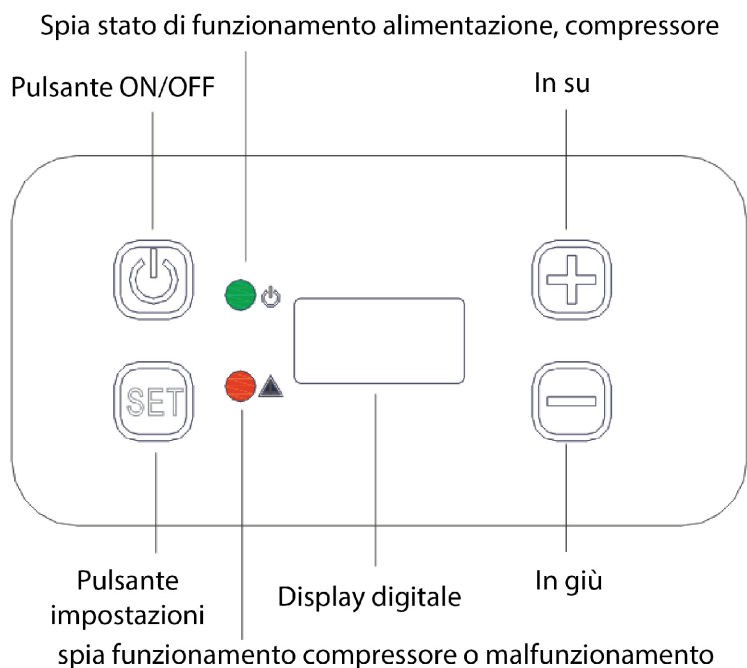 Spia stato di funzionamento alimentazione, compressore
Pulsante ON/OFF
In su
SET
Pulsante
impostazioni
Display digitale
In giù
spia funzionamento compressore o malfunzionamento